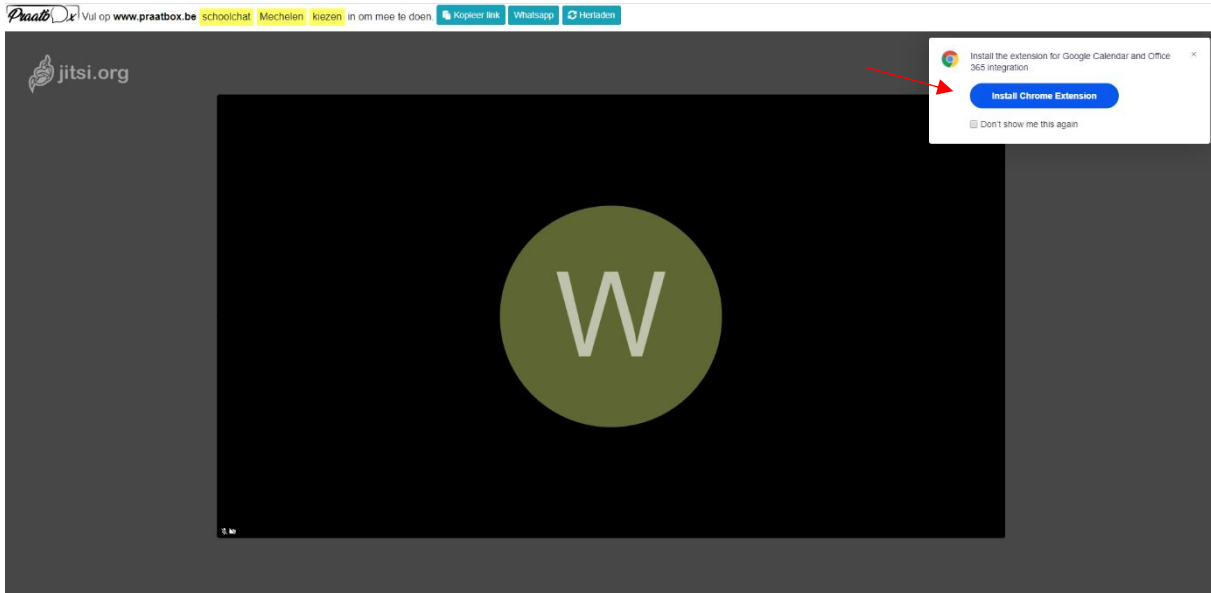 PraatbOx Vul op www.praatbox.be schoolchat Mechelen kiezen in om mee te doen. Kopieer link Whatsapp Herladen
jitsi.org
Install the extension for Google Calendar and Office
365 integration
×
Install Chrome Extension
Don't show me this again
W